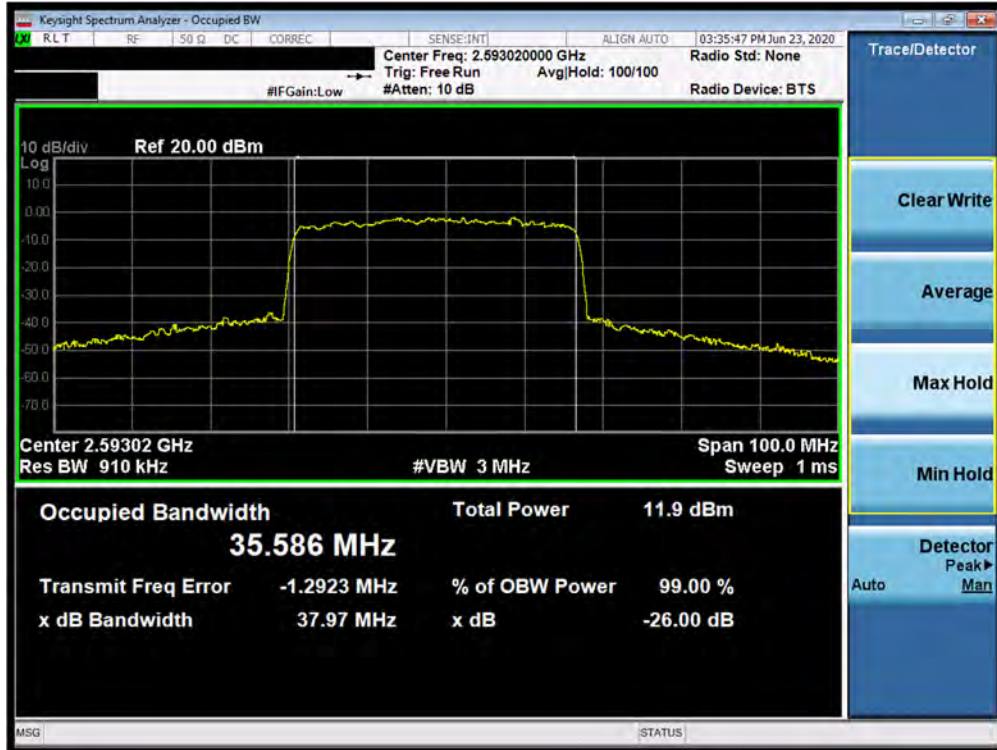 Keysight Spectrum Analyzer - Occupied BW
LXI RLT RF 50 Ω DC CORREC SENSE:INT ALIGN AUTO 03:35:47 PM Jun 23, 2020
Center Freq: 2.593020000 GHz Radio Std: None
Trig: Free Run Avg|Hold: 100/100
#IFGain:Low #Atten: 10 dB Radio Device: BTS
Trace/Detector
10 dB/div Ref 20.00 dBm
Log
10.0
0.00
-10.0
-20.0
-30.0
-40.0
-50.0
-60.0
-70.0
Center 2.59302 GHz Span 100.0 MHz
Res BW 910 kHz #VBW 3 MHz Sweep 1 ms
Occupied Bandwidth Total Power 11.9 dBm
35.586 MHz
Transmit Freq Error -1.2923 MHz % of OBW Power 99.00 %
x dB Bandwidth 37.97 MHz x dB -26.00 dB
Clear Write
Average
Max Hold
Min Hold
Detector
Peak▶
Auto Man
MSG STATUS